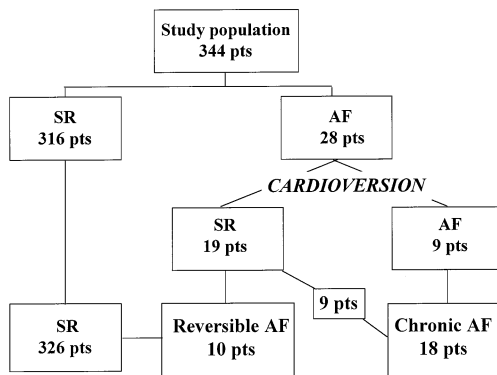 Study population
344 pts
SR
316 pts
AF
28 pts
CARDIOVERSION
SR
19 pts
AF
9 pts
9 pts
SR
326 pts
Reversible AF
10 pts
Chronic AF
18 pts